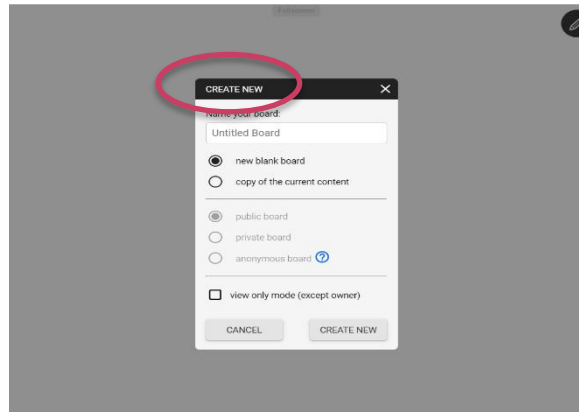 Fullscreen
CREATE NEW
Name your board:
Untitled Board
new blank board
copy of the current content
public board
private board
anonymous board ?
view only mode (except owner)
CANCEL CREATE NEW